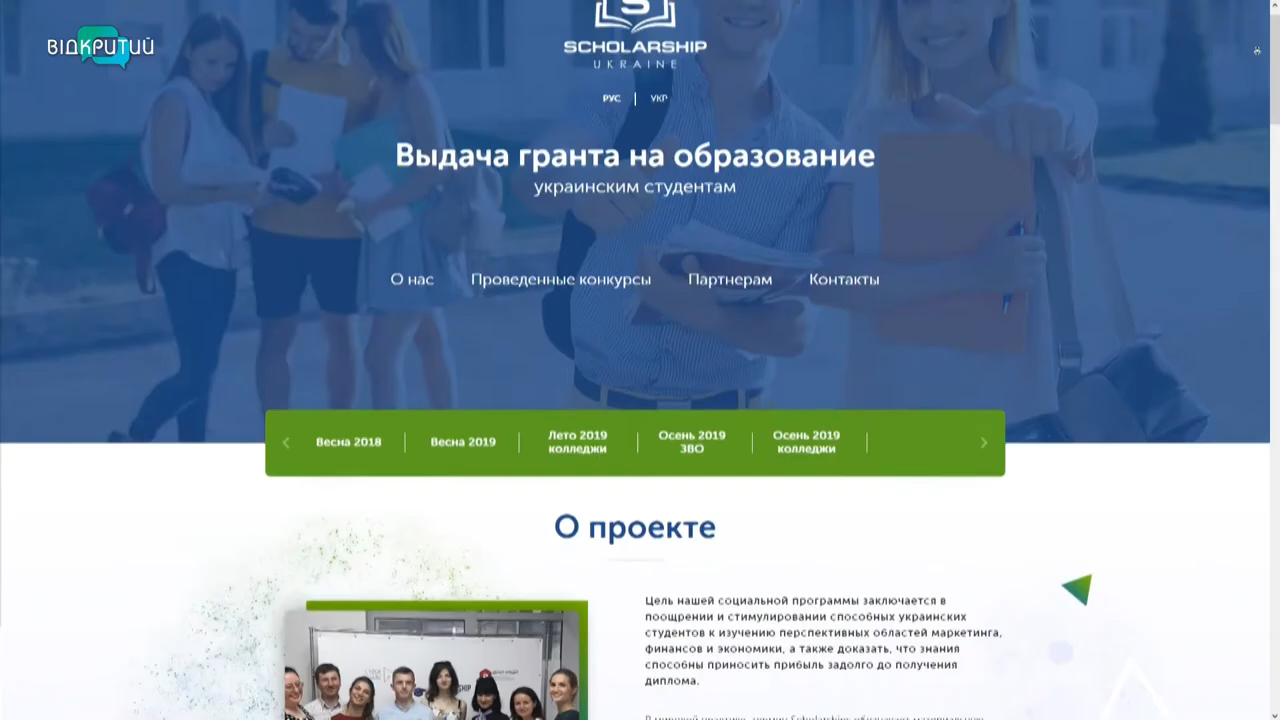 ВІДКРИТИЙ
SCHOLARSHIP
UKRAINE
РУС | УКР
Выдача гранта на образование
украинским студентам
О нас Проведенные конкурсы Партнерам Контакты
Весна 2018
Весна 2019
Лето 2019
колледжи
Осень 2019
ЗВО
Осень 2019
колледжи
О проекте
Цель нашей социальной программы заключается в
поощрении и стимулировании способных украинских
студентов к изучению перспективных областей маркетинга,
финансов и экономики, а также доказать, что знания
способны приносить прибыль задолго до получения
диплома.